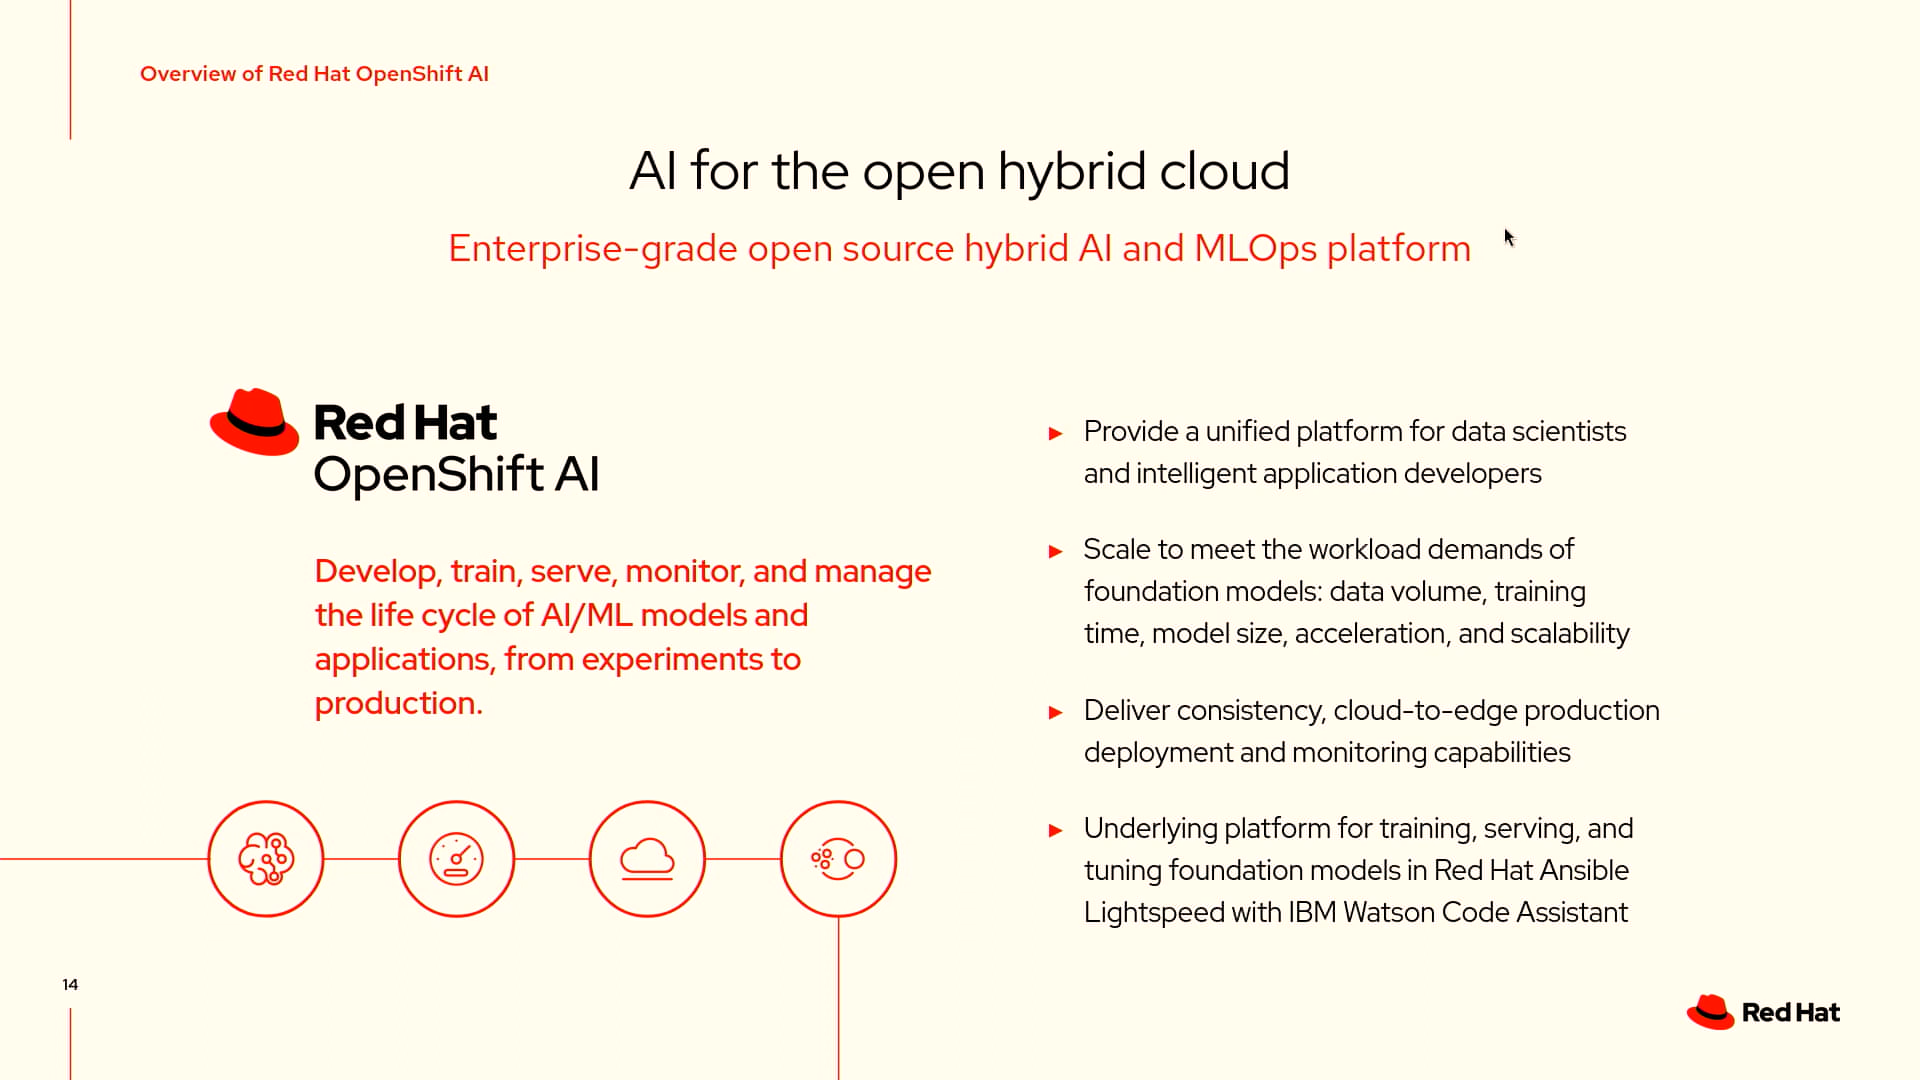 Overview of Red Hat OpenShift AI
AI for the open hybrid cloud
Enterprise-grade open source hybrid AI and MLOps platform
Red Hat
OpenShift AI
Develop, train, serve, monitor, and manage
the life cycle of AI/ML models and
applications, from experiments to
production.
Provide a unified platform for data scientists
and intelligent application developers
Scale to meet the workload demands of
foundation models: data volume, training
time, model size, acceleration, and scalability
Deliver consistency, cloud-to-edge production
deployment and monitoring capabilities
Underlying platform for training, serving, and
tuning foundation models in Red Hat Ansible
Lightspeed with IBM Watson Code Assistant
14
Red Hat